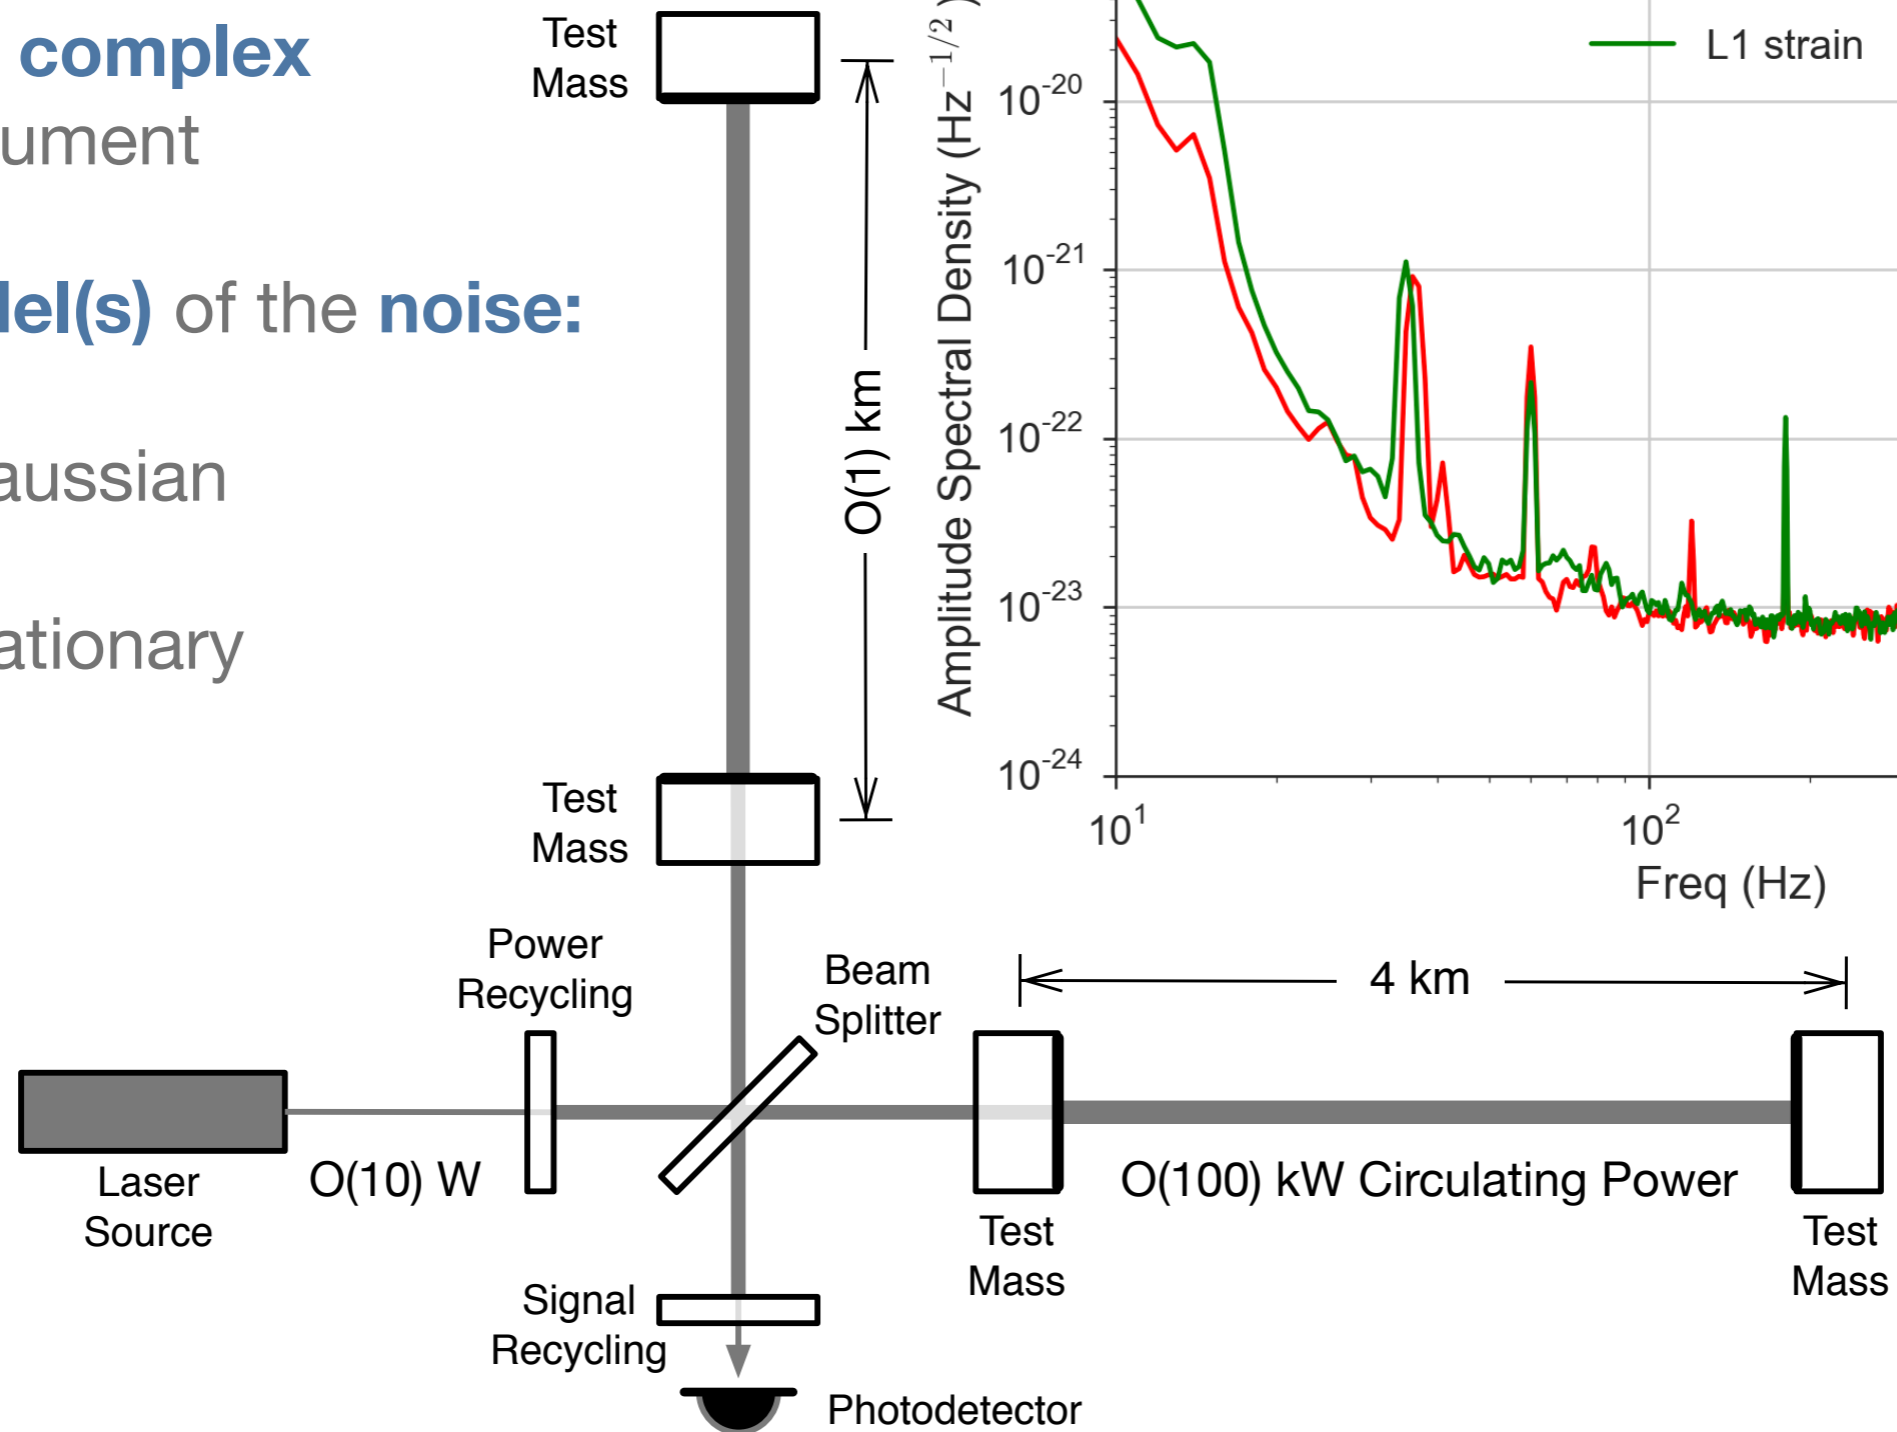 complex
ument
del(s) of the noise:
aussian
ationary
Test
Mass
O(1) km
Test
Mass
Amplitude Spectral Density (Hz^-1/2)
L1 strain
10^-20
10^-21
10^-22
10^-23
10^-24
10^1
10^2
Freq (Hz)
Power
Recycling
Beam
Splitter
4 km
Laser
Source
O(10) W
O(100) kW Circulating Power
Test
Mass
Test
Mass
Signal
Recycling
Photodetector